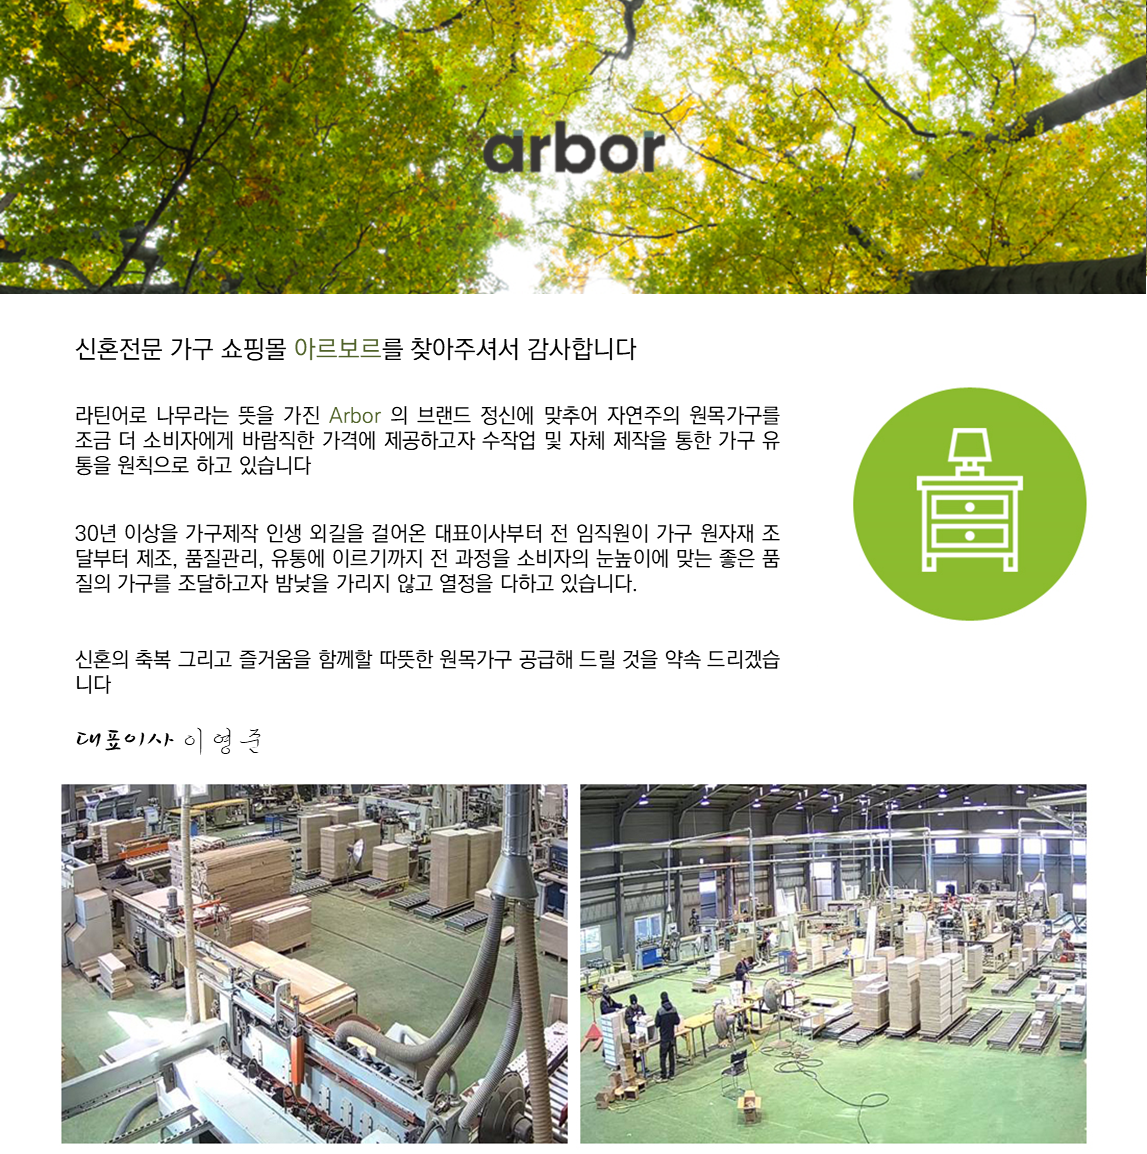 arbor
신혼전문 가구 쇼핑몰 아르보르를 찾아주셔서 감사합니다
라틴어로 나무라는 뜻을 가진 Arbor 의 브랜드 정신에 맞추어 자연주의 원목가구를
조금 더 소비자에게 바람직한 가격에 제공하고자 수작업 및 자체 제작을 통한 가구 유
통을 원칙으로 하고 있습니다
30년 이상을 가구제작 인생 외길을 걸어온 대표이사부터 전 임직원이 가구 원자재 조
달부터 제조, 품질관리, 유통에 이르기까지 전 과정을 소비자의 눈높이에 맞는 좋은 품
질의 가구를 조달하고자 밤낮을 가리지 않고 열정을 다하고 있습니다.
신혼의 축복 그리고 즐거움을 함께할 따뜻한 원목가구 공급해 드릴 것을 약속 드리겠습
니다
대표이사 이영준